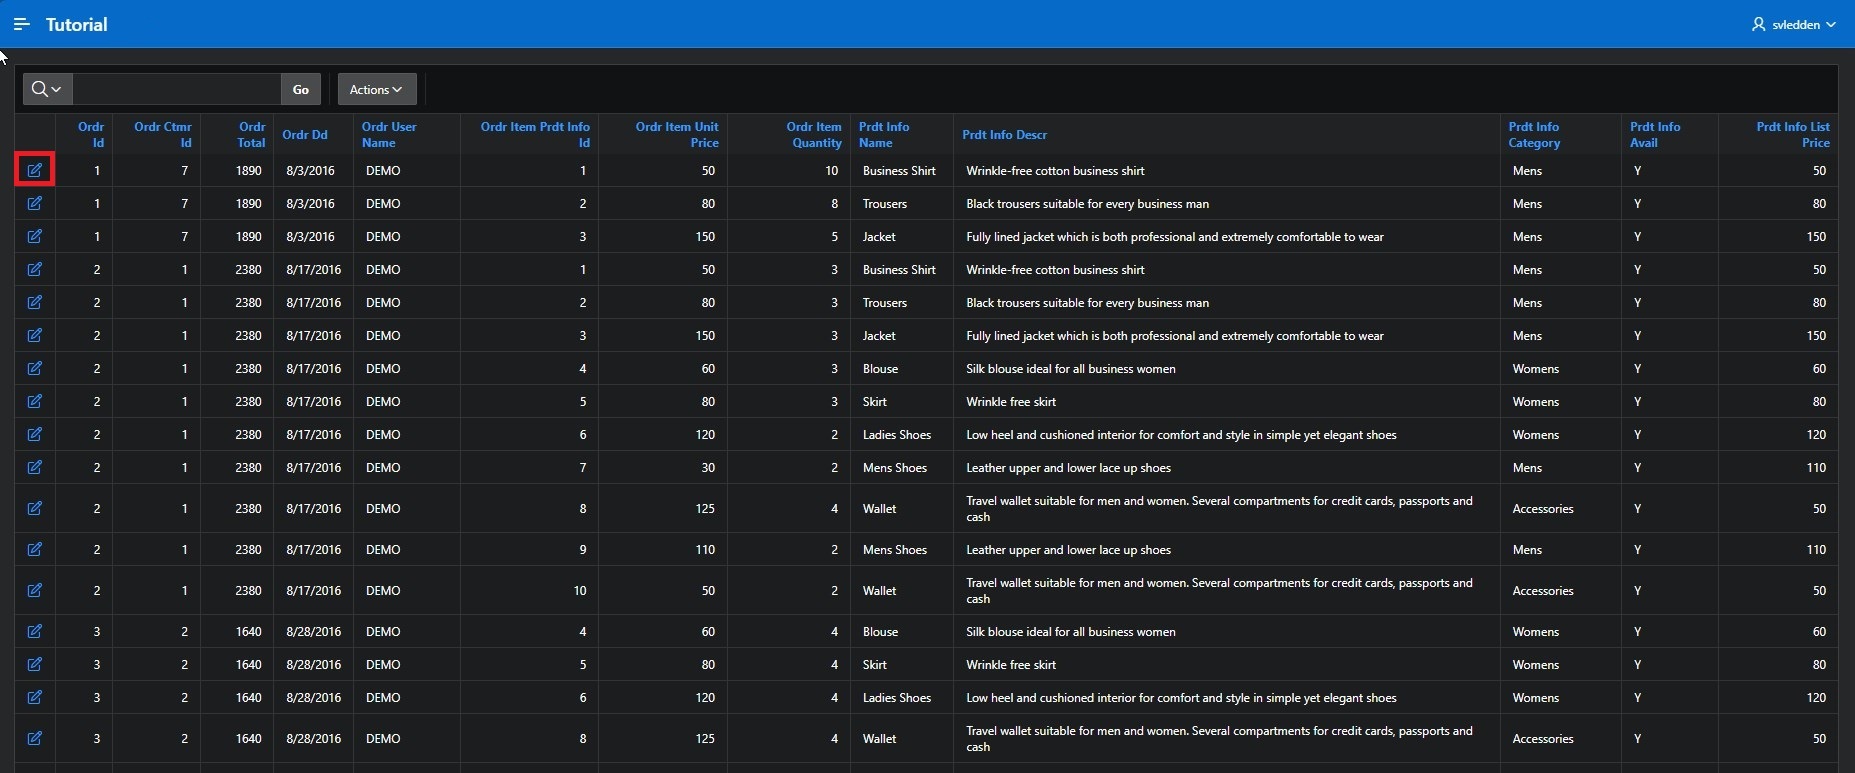 Tutorial
svledden
Go
Actions
Ordr Id Ordr Ctmr Id Ordr Total Ordr Dd Ordr User Name Ordr Item Prdt Info Id Ordr Item Unit Price Ordr Item Quantity Prdt Info Name Prdt Info Descr Prdt Info Category Prdt Info Avail Prdt Info List Price
1 7 1890 8/3/2016 DEMO 1 50 10 Business Shirt Wrinkle-free cotton business shirt Mens Y 50
1 7 1890 8/3/2016 DEMO 2 80 8 Trousers Black trousers suitable for every business man Mens Y 80
1 7 1890 8/3/2016 DEMO 3 150 5 Jacket Fully lined jacket which is both professional and extremely comfortable to wear Mens Y 150
2 1 2380 8/17/2016 DEMO 1 50 3 Business Shirt Wrinkle-free cotton business shirt Mens Y 50
2 1 2380 8/17/2016 DEMO 2 80 3 Trousers Black trousers suitable for every business man Mens Y 80
2 1 2380 8/17/2016 DEMO 3 150 3 Jacket Fully lined jacket which is both professional and extremely comfortable to wear Mens Y 150
2 1 2380 8/17/2016 DEMO 4 60 3 Blouse Silk blouse ideal for all business women Womens Y 60
2 1 2380 8/17/2016 DEMO 5 80 3 Skirt Wrinkle free skirt Womens Y 80
2 1 2380 8/17/2016 DEMO 6 120 2 Ladies Shoes Low heel and cushioned interior for comfort and style in simple yet elegant shoes Womens Y 120
2 1 2380 8/17/2016 DEMO 7 30 2 Mens Shoes Leather upper and lower lace up shoes Mens Y 110
2 1 2380 8/17/2016 DEMO 8 125 4 Wallet Travel wallet suitable for men and women. Several compartments for credit cards, passports and cash Accessories Y 50
2 1 2380 8/17/2016 DEMO 9 110 2 Mens Shoes Leather upper and lower lace up shoes Mens Y 110
2 1 2380 8/17/2016 DEMO 10 50 2 Wallet Travel wallet suitable for men and women. Several compartments for credit cards, passports and cash Accessories Y 50
3 2 1640 8/28/2016 DEMO 4 60 4 Blouse Silk blouse ideal for all business women Womens Y 60
3 2 1640 8/28/2016 DEMO 5 80 4 Skirt Wrinkle free skirt Womens Y 80
3 2 1640 8/28/2016 DEMO 6 120 4 Ladies Shoes Low heel and cushioned interior for comfort and style in simple yet elegant shoes Womens Y 120
3 2 1640 8/28/2016 DEMO 8 125 4 Wallet Travel wallet suitable for men and women. Several compartments for credit cards, passports and cash Accessories Y 50